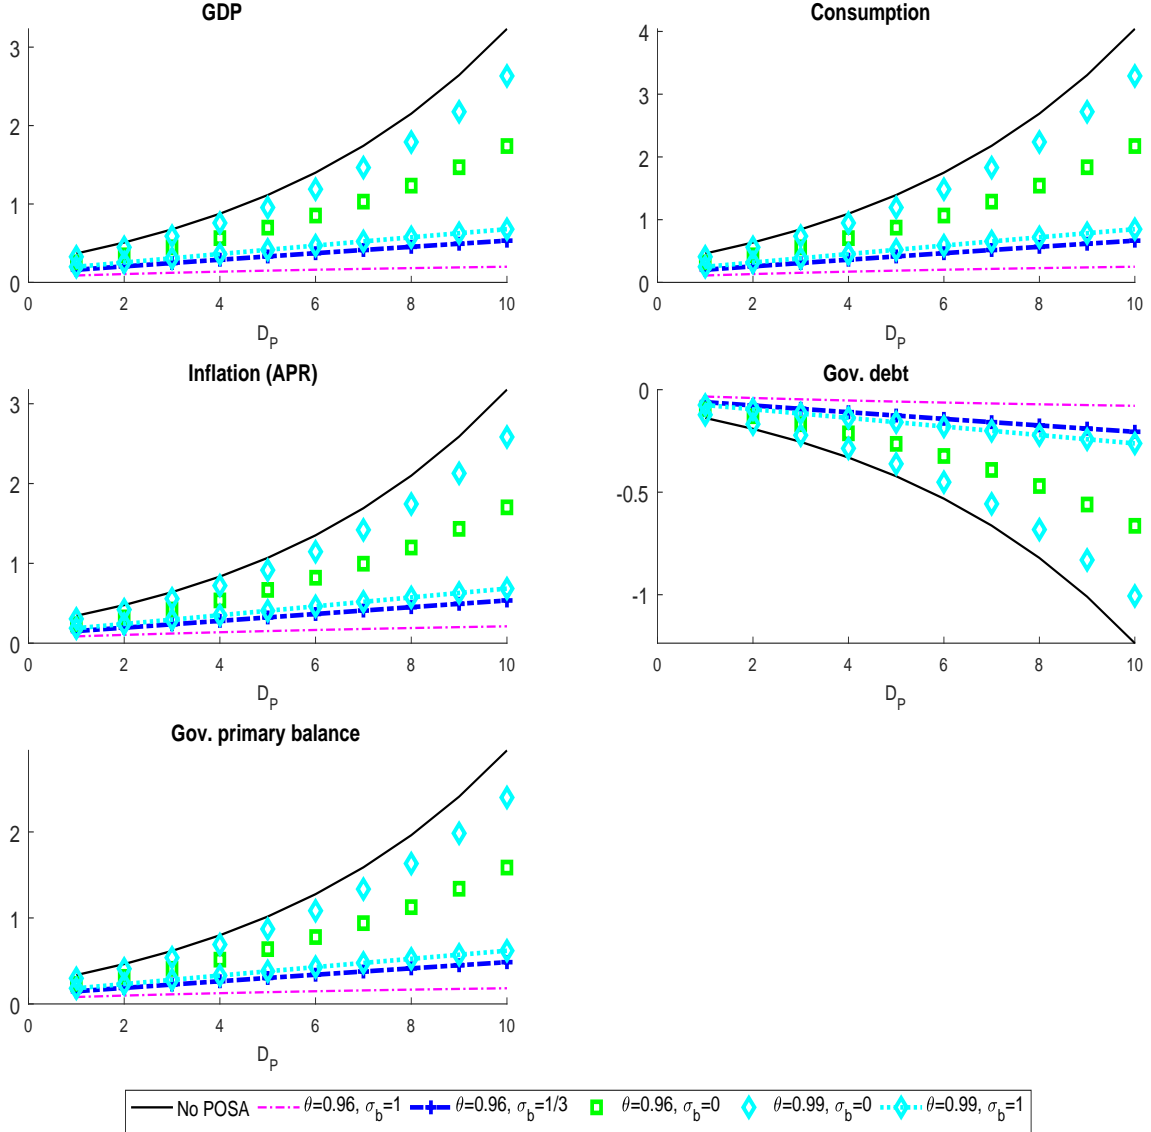 GDP
3
2
1
0
0 2 4 6 8 10
D_P
Consumption
4
3
2
1
0
0 2 4 6 8 10
D_P
Inflation (APR)
3
2
1
0
0 2 4 6 8 10
D_P
Gov. debt
0
-0.5
-1
0 2 4 6 8 10
D_P
Gov. primary balance
2
1
0
0 2 4 6 8 10
D_P
No POSA θ=0.96, σ_b=1 θ=0.96, σ_b=1/3 θ=0.96, σ_b=0 θ=0.99, σ_b=0 θ=0.99, σ_b=1